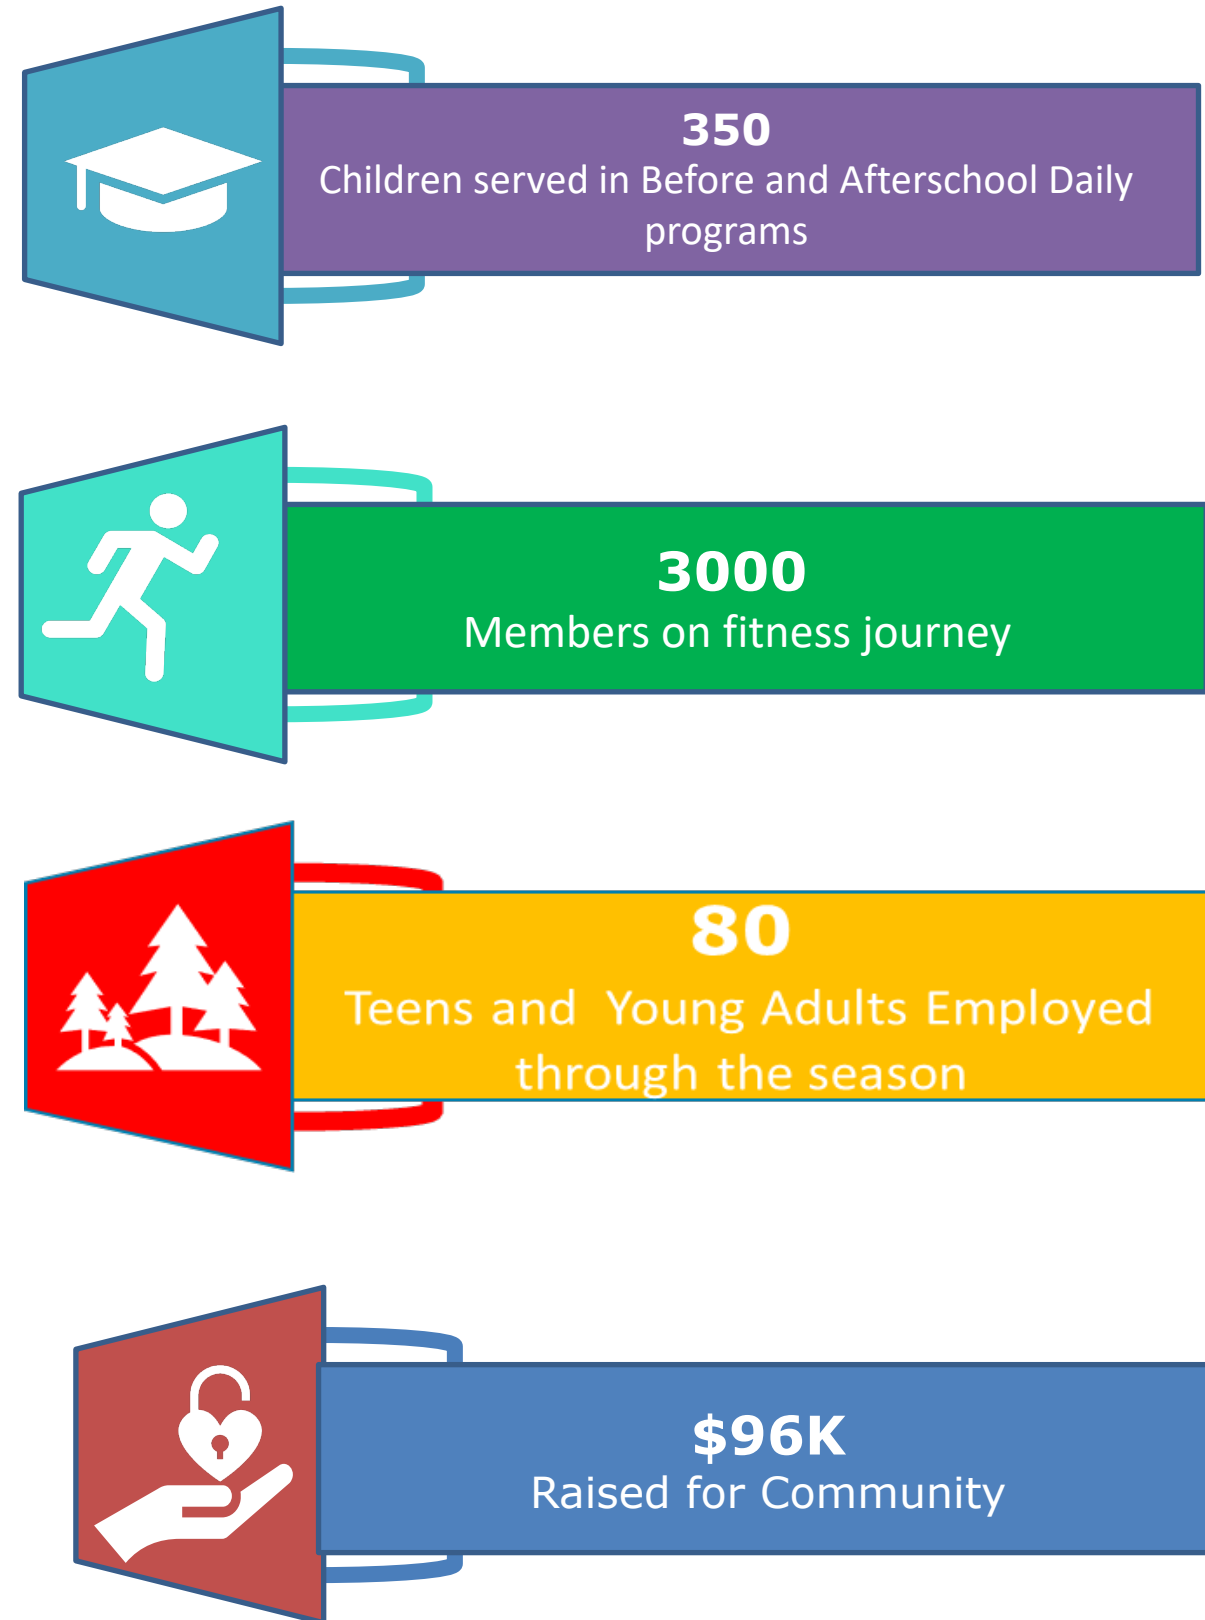 350
Children served in Before and Afterschool Daily
programs
3000
Members on fitness journey
80
Teens and  Young Adults Employed
through the season
$96K
Raised for Community